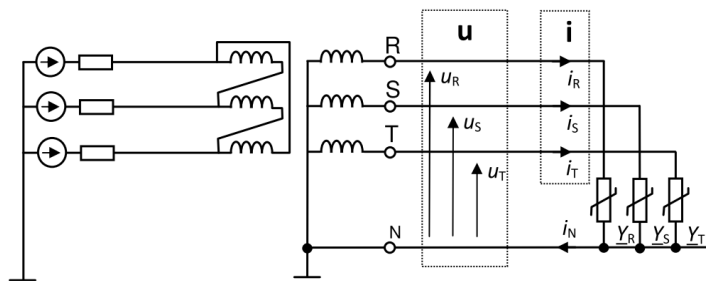 u i
R
u_R i_R
S
u_S i_S
T
u_T i_T
N i_N Y_R Y_S Y_T